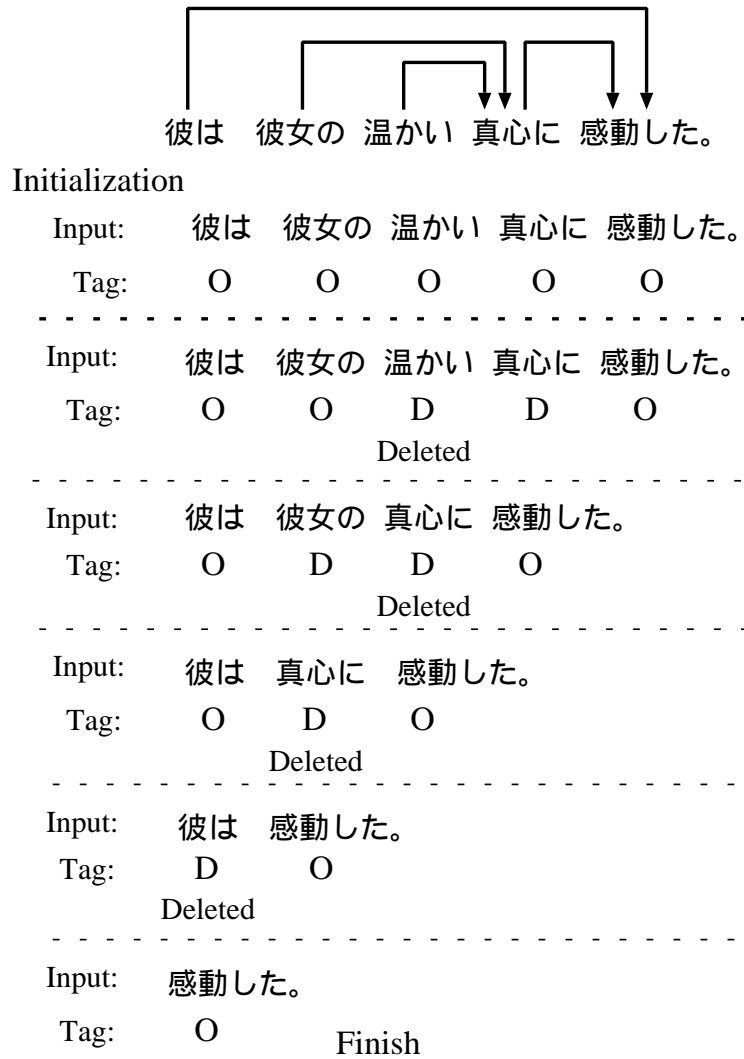 彼は 彼女の 温かい 真心に 感動した。
Initialization
Input: 彼は 彼女の 温かい 真心に 感動した。
Tag: O O O O O
Input: 彼は 彼女の 温かい 真心に 感動した。
Tag: O O D D O
Deleted
Input: 彼は 彼女の 真心に 感動した。
Tag: O D D O
Deleted
Input: 彼は 真心に 感動した。
Tag: O D O
Deleted
Input: 彼は 感動した。
Tag: D O
Deleted
Input: 感動した。
Tag: O Finish